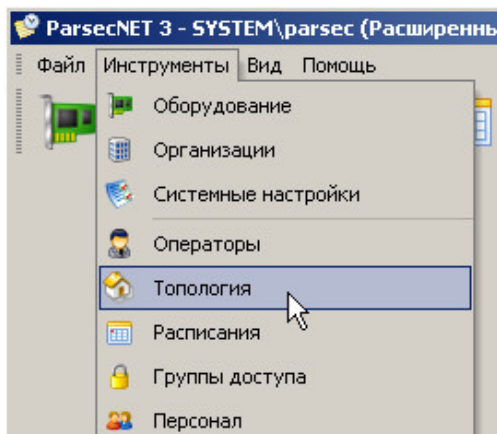 ParsecNET 3 - SYSTEM\parsec (Расширенны
Файл Инструменты Вид Помощь
Оборудование
Организации
Системные настройки
Операторы
Топология
Расписания
Группы доступа
Персонал